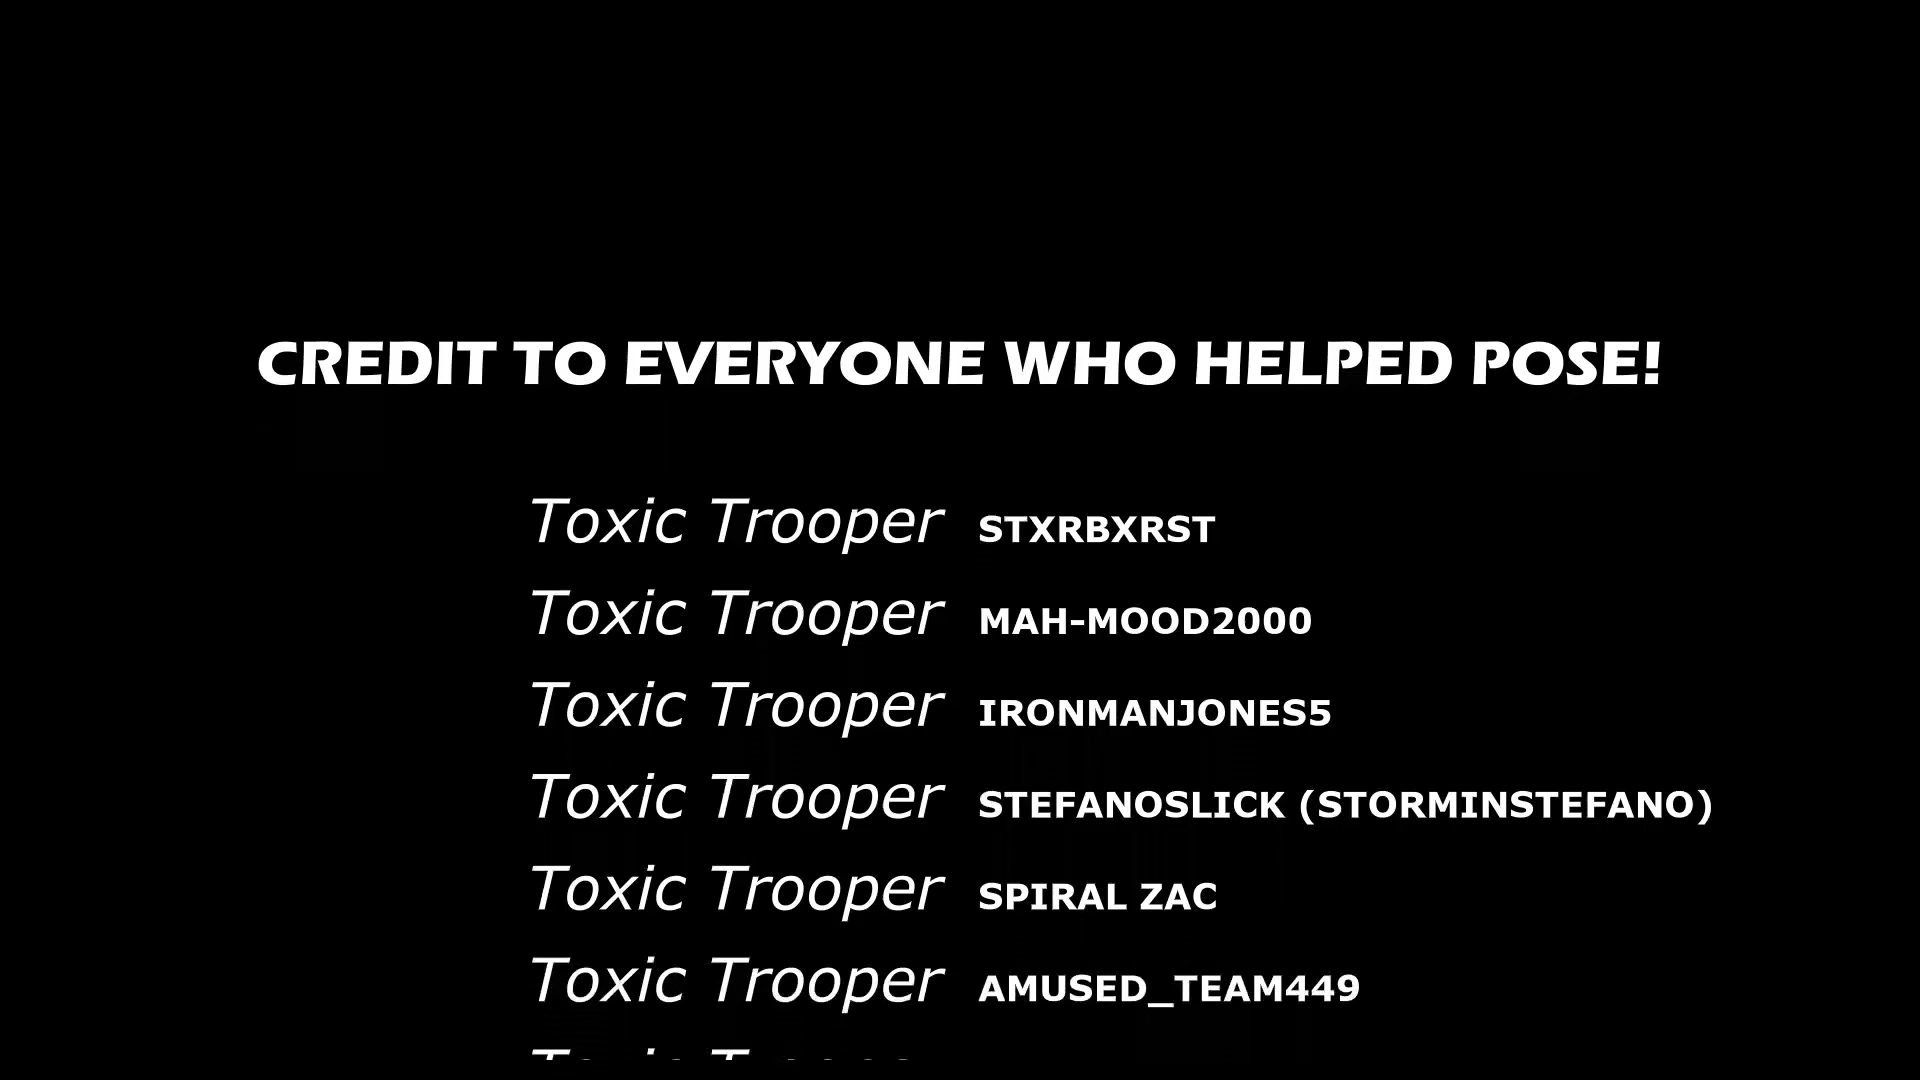 CREDIT TO EVERYONE WHO HELPED POSE!
Toxic Trooper STXRBXRST
Toxic Trooper MAH-MOOD2000
Toxic Trooper IRONMANJONES5
Toxic Trooper STEFANOSLICK (STORMINSTEFANO)
Toxic Trooper SPIRAL ZAC
Toxic Trooper AMUSED_TEAM449